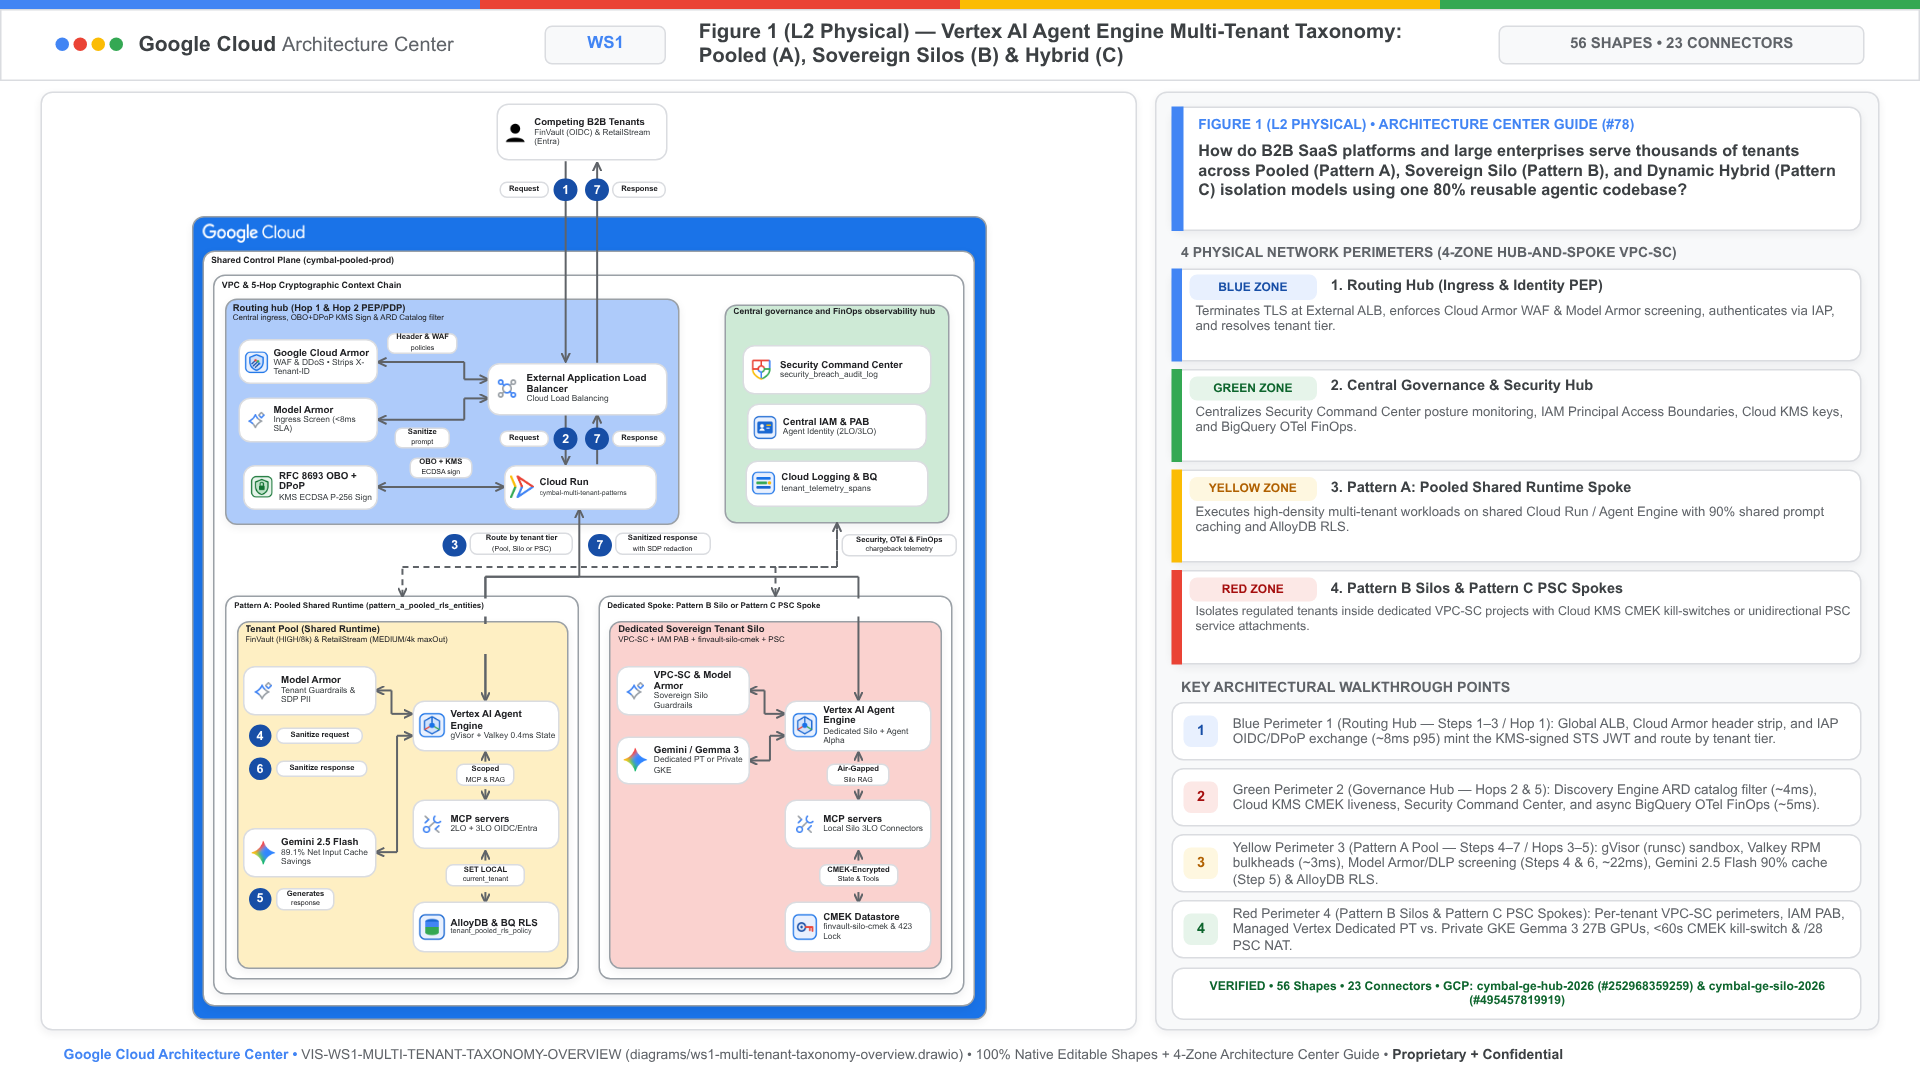 Google Cloud Architecture Center
WS1
Figure 1 (L2 Physical) — Vertex AI Agent Engine Multi-Tenant Taxonomy:
Pooled (A), Sovereign Silos (B) & Hybrid (C)
56 SHAPES • 23 CONNECTORS
Competing B2B Tenants
FinVault (OIDC) & RetailStream
(Entra)
Request
1
7
Response
Google Cloud
Shared Control Plane (cymbal-pooled-prod)
VPC & 5-Hop Cryptographic Context Chain
Routing hub (Hop 1 & Hop 2 PEP/PDP)
Central ingress, OBO+DPoP KMS Sign & ARD Catalog filter
Header & WAF
policies
Google Cloud Armor
WAF & DDoS • Strips X-
Tenant-ID
External Application Load
Balancer
Cloud Load Balancing
Model Armor
Ingress Screen (<8ms
SLA)
Sanitize
prompt
Request
2
7
Response
OBO + KMS
ECDSA sign
RFC 8693 OBO +
DPoP
KMS ECDSA P-256 Sign
Cloud Run
cymbal-multi-tenant-patterns
Central governance and FinOps observability hub
Security Command Center
security_breach_audit_log
Central IAM & PAB
Agent Identity (2LO/3LO)
Cloud Logging & BQ
tenant_telemetry_spans
3
Route by tenant tier
(Pool, Silo or PSC)
7
Sanitized response
with SDP redaction
Security, OTel & FinOps
chargeback telemetry
Pattern A: Pooled Shared Runtime (pattern_a_pooled_rls_entities)
Tenant Pool (Shared Runtime)
FinVault (HIGH/8k) & RetailStream (MEDIUM/4k maxOut)
Model Armor
Tenant Guardrails &
SDP PII
Vertex AI Agent
Engine
gVisor + Valkey 0.4ms State
4
Sanitize request
6
Sanitize response
Scoped
MCP & RAG
MCP servers
2LO + 3LO OIDC/Entra
Gemini 2.5 Flash
89.1% Net Input Cache
Savings
SET LOCAL
current_tenant
5
Generates
response
AlloyDB & BQ RLS
tenant_pooled_rls_policy
Dedicated Spoke: Pattern B Silo or Pattern C PSC Spoke
Dedicated Sovereign Tenant Silo
VPC-SC + IAM PAB + finvault-silo-cmek + PSC
VPC-SC & Model
Armor
Sovereign Silo
Guardrails
Vertex AI Agent
Engine
Dedicated Silo + Agent
Alpha
Gemini / Gemma 3
Dedicated PT or Private
GKE
Air-Gapped
Silo RAG
MCP servers
Local Silo 3LO Connectors
CMEK-Encrypted
State & Tools
CMEK Datastore
finvault-silo-cmek & 423
Lock
FIGURE 1 (L2 PHYSICAL) • ARCHITECTURE CENTER GUIDE (#78)
How do B2B SaaS platforms and large enterprises serve thousands of tenants
across Pooled (Pattern A), Sovereign Silo (Pattern B), and Dynamic Hybrid (Pattern
C) isolation models using one 80% reusable agentic codebase?
4 PHYSICAL NETWORK PERIMETERS (4-ZONE HUB-AND-SPOKE VPC-SC)
BLUE ZONE
1. Routing Hub (Ingress & Identity PEP)
Terminates TLS at External ALB, enforces Cloud Armor WAF & Model Armor screening, authenticates via IAP,
and resolves tenant tier.
GREEN ZONE
2. Central Governance & Security Hub
Centralizes Security Command Center posture monitoring, IAM Principal Access Boundaries, Cloud KMS keys,
and BigQuery OTel FinOps.
YELLOW ZONE
3. Pattern A: Pooled Shared Runtime Spoke
Executes high-density multi-tenant workloads on shared Cloud Run / Agent Engine with 90% shared prompt
caching and AlloyDB RLS.
RED ZONE
4. Pattern B Silos & Pattern C PSC Spokes
Isolates regulated tenants inside dedicated VPC-SC projects with Cloud KMS CMEK kill-switches or unidirectional PSC
service attachments.
KEY ARCHITECTURAL WALKTHROUGH POINTS
1
Blue Perimeter 1 (Routing Hub — Steps 1–3 / Hop 1): Global ALB, Cloud Armor header strip, and IAP
OIDC/DPoP exchange (~8ms p95) mint the KMS-signed STS JWT and route by tenant tier.
2
Green Perimeter 2 (Governance Hub — Hops 2 & 5): Discovery Engine ARD catalog filter (~4ms),
Cloud KMS CMEK liveness, Security Command Center, and async BigQuery OTel FinOps (~5ms).
3
Yellow Perimeter 3 (Pattern A Pool — Steps 4–7 / Hops 3–5): gVisor (runsc) sandbox, Valkey RPM
bulkheads (~3ms), Model Armor/DLP screening (Steps 4 & 6, ~22ms), Gemini 2.5 Flash 90% cache
(Step 5) & AlloyDB RLS.
4
Red Perimeter 4 (Pattern B Silos & Pattern C PSC Spokes): Per-tenant VPC-SC perimeters, IAM PAB,
Managed Vertex Dedicated PT vs. Private GKE Gemma 3 27B GPUs, <60s CMEK kill-switch & /28
PSC NAT.
VERIFIED • 56 Shapes • 23 Connectors • GCP: cymbal-ge-hub-2026 (#252968359259) & cymbal-ge-silo-2026
(#495457819919)
Google Cloud Architecture Center • VIS-WS1-MULTI-TENANT-TAXONOMY-OVERVIEW (diagrams/ws1-multi-tenant-taxonomy-overview.drawio) • 100% Native Editable Shapes + 4-Zone Architecture Center Guide • Proprietary + Confidential